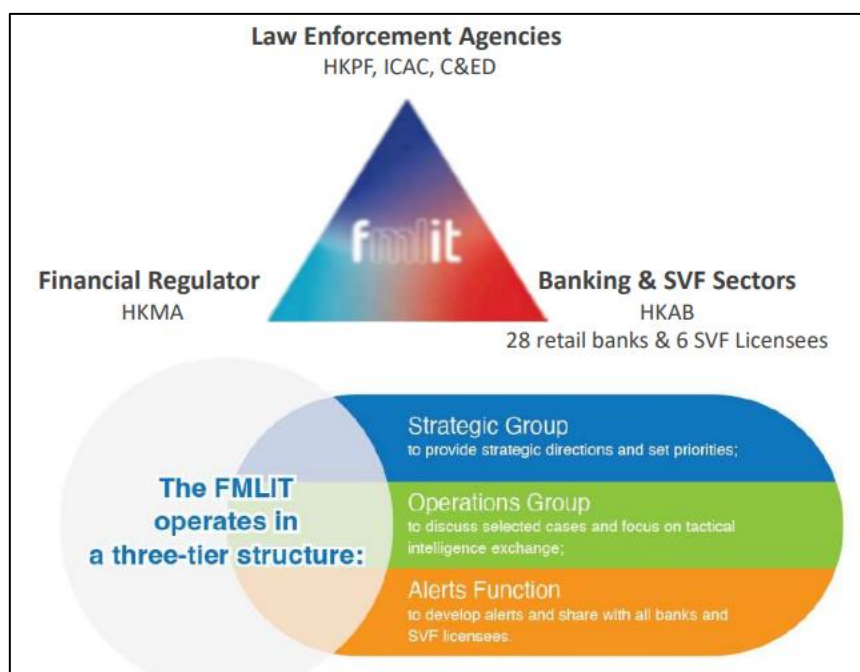 Law Enforcement Agencies
HKPF, ICAC, C&ED
fmlit
Financial Regulator
HKMA
Banking & SVF Sectors
HKAB
28 retail banks & 6 SVF Licensees
The FMLIT
operates in
a three-tier structure:
Strategic Group
to provide strategic directions and set priorities;
Operations Group
to discuss selected cases and focus on tactical
intelligence exchange;
Alerts Function
to develop alerts and share with all banks and
SVF licensees.